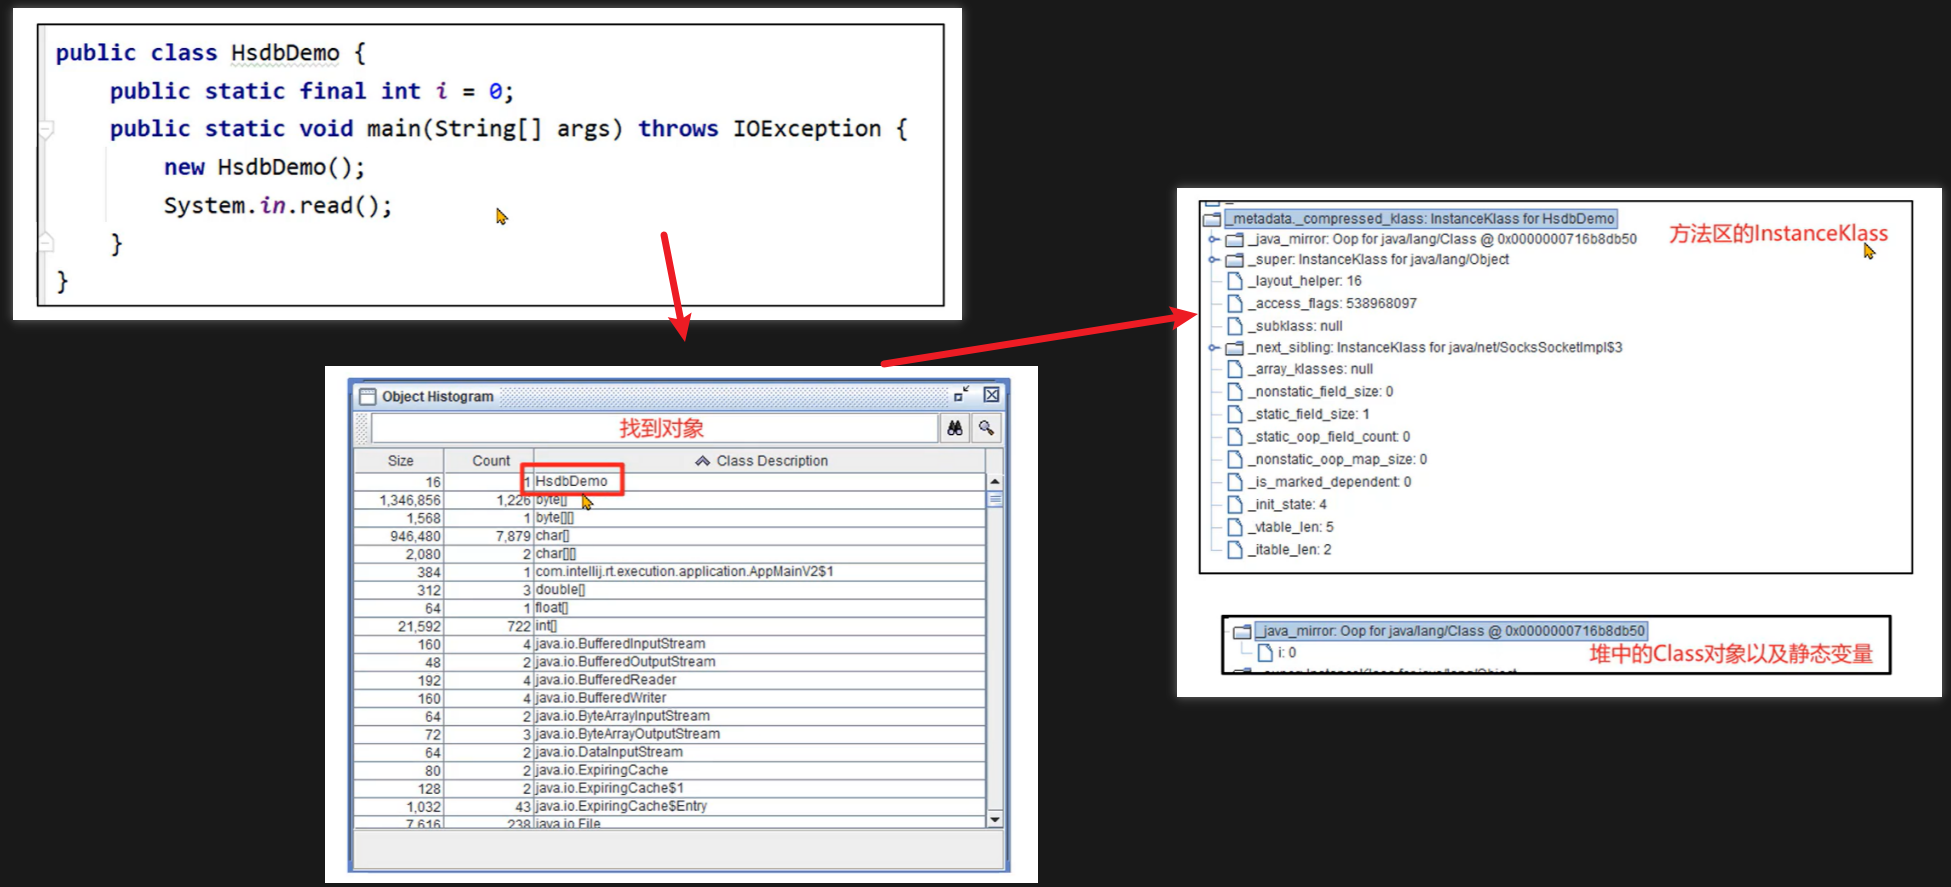 public class HsdbDemo {
public static final int i = 0;
public static void main(String[] args) throws IOException {
new HsdbDemo();
System.in.read();
}
}
Object Histogram
找到对象
Size Count Class Description
16 1 HsdbDemo
1,346,856 1,226 byte[]
1,568 1 byte[][]
946,480 7,879 char[]
2,080 2 char[][]
384 1 com.intellij.rt.execution.application.AppMainV2$1
312 3 double[]
64 1 float[]
21,592 722 int[]
160 4 java.io.BufferedInputStream
48 2 java.io.BufferedOutputStream
192 4 java.io.BufferedReader
160 4 java.io.BufferedWriter
64 2 java.io.ByteArrayInputStream
72 3 java.io.ByteArrayOutputStream
64 2 java.io.DataInputStream
80 2 java.io.ExpiringCache
128 2 java.io.ExpiringCache$1
1,032 43 java.io.ExpiringCache$Entry
7,616 238 java.io.File
_metadata._compressed_klass: InstanceKlass for HsdbDemo
_java_mirror: Oop for java/lang/Class @ 0x0000000716b8db50
方法区的InstanceKlass
_super: InstanceKlass for java/lang/Object
_layout_helper: 16
_access_flags: 538968097
_subklass: null
_next_sibling: InstanceKlass for java/net/SocksSocketImpl$3
_array_klasses: null
_nonstatic_field_size: 0
_static_field_size: 1
_static_oop_field_count: 0
_nonstatic_oop_map_size: 0
_is_marked_dependent: 0
_init_state: 4
_vtable_len: 5
_itable_len: 2
_java_mirror: Oop for java/lang/Class @ 0x0000000716b8db50
i: 0
堆中的Class对象以及静态变量
_super: InstanceKlass for java/lang/Object